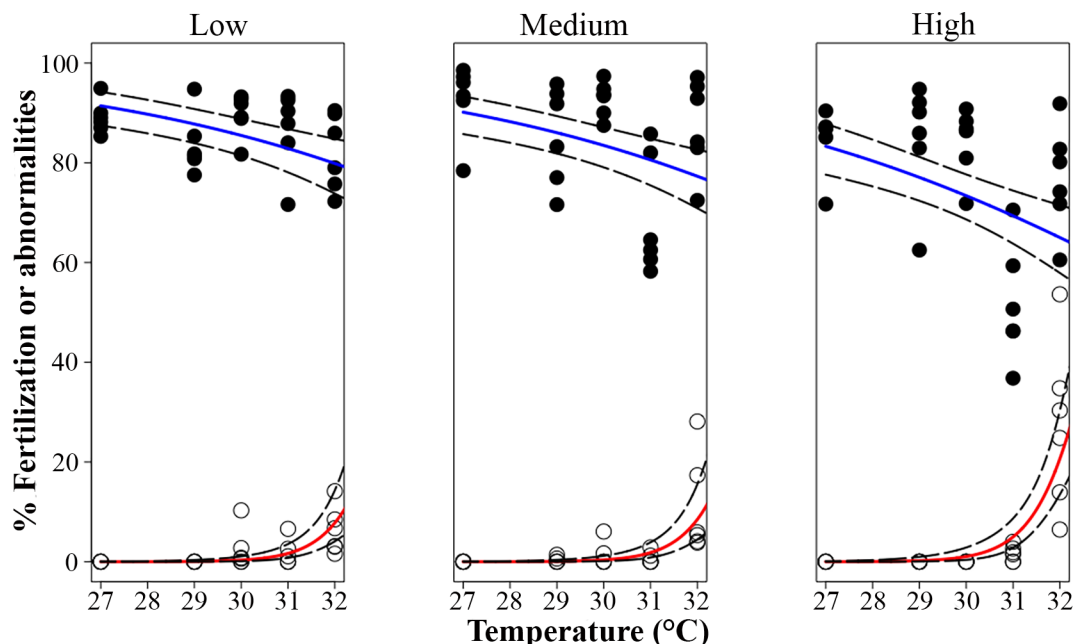 Low Medium High
% Fertilization or abnormalities
100
80
60
40
20
0
27 28 29 30 31 32 27 28 29 30 31 32 27 28 29 30 31 32
Temperature (°C)